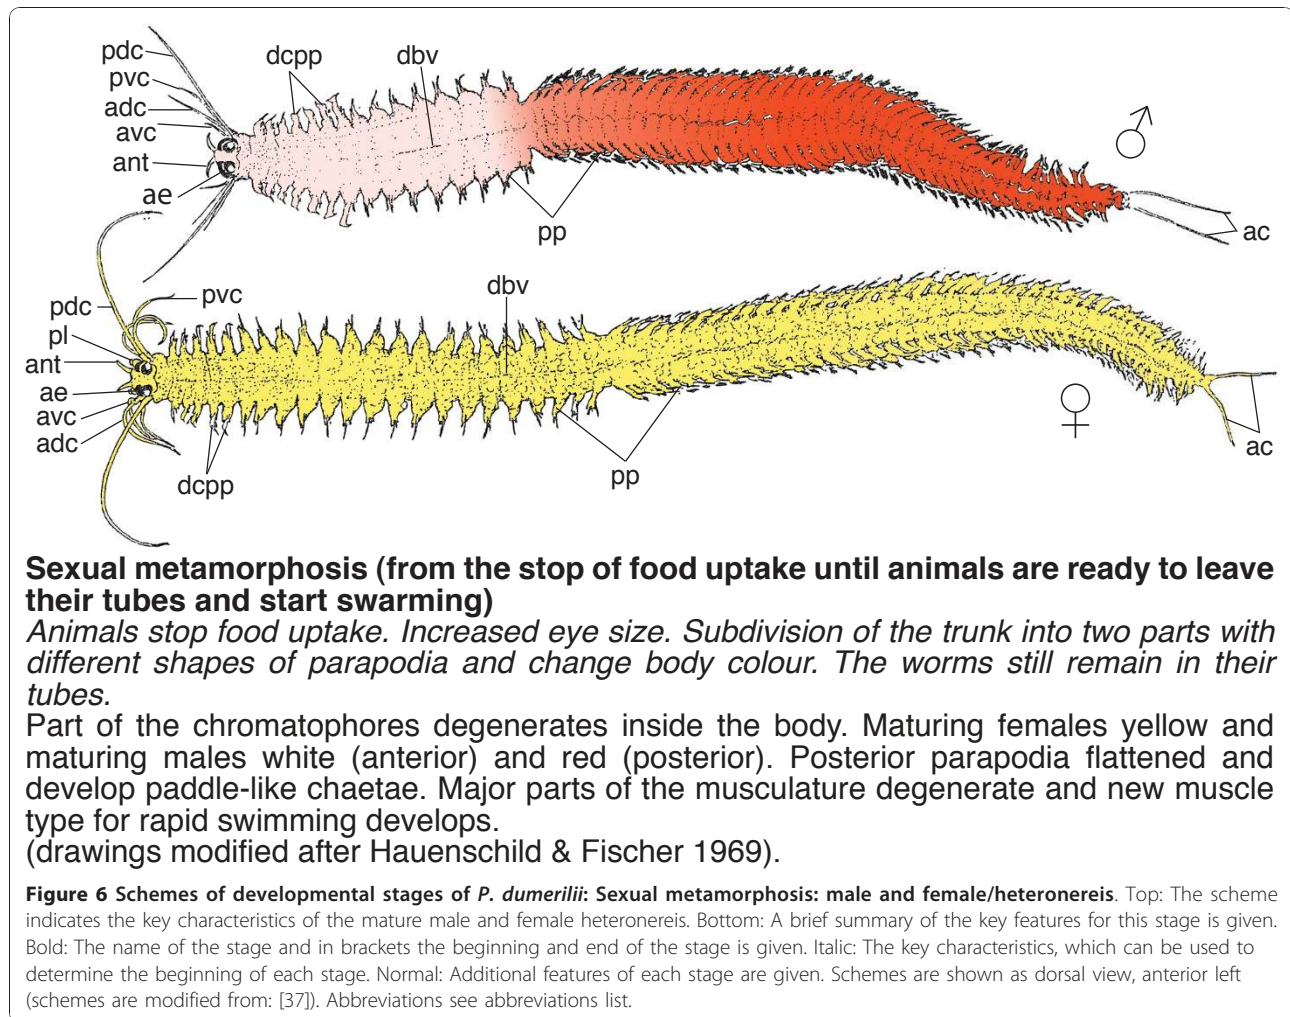 pdc
pvc
adc
avc
ant
ae
dcpp
dbv
pp
♂
ac
pdc
pvc
pl
ant
ae
avc
adc
dcpp
dbv
pp
♀
ac
Sexual metamorphosis (from the stop of food uptake until animals are ready to leave
their tubes and start swarming)
Animals stop food uptake. Increased eye size. Subdivision of the trunk into two parts with
different shapes of parapodia and change body colour. The worms still remain in their
tubes.
Part of the chromatophores degenerates inside the body. Maturing females yellow and
maturing males white (anterior) and red (posterior). Posterior parapodia flattened and
develop paddle-like chaetae. Major parts of the musculature degenerate and new muscle
type for rapid swimming develops.
(drawings modified after Hauenschild & Fischer 1969).
Figure 6 Schemes of developmental stages of P. dumerilii: Sexual metamorphosis: male and female/heteronereis. Top: The scheme
indicates the key characteristics of the mature male and female heteronereis. Bottom: A brief summary of the key features for this stage is given.
Bold: The name of the stage and in brackets the beginning and end of the stage is given. Italic: The key characteristics, which can be used to
determine the beginning of each stage. Normal: Additional features of each stage are given. Schemes are shown as dorsal view, anterior left
(schemes are modified from: [37]). Abbreviations see abbreviations list.